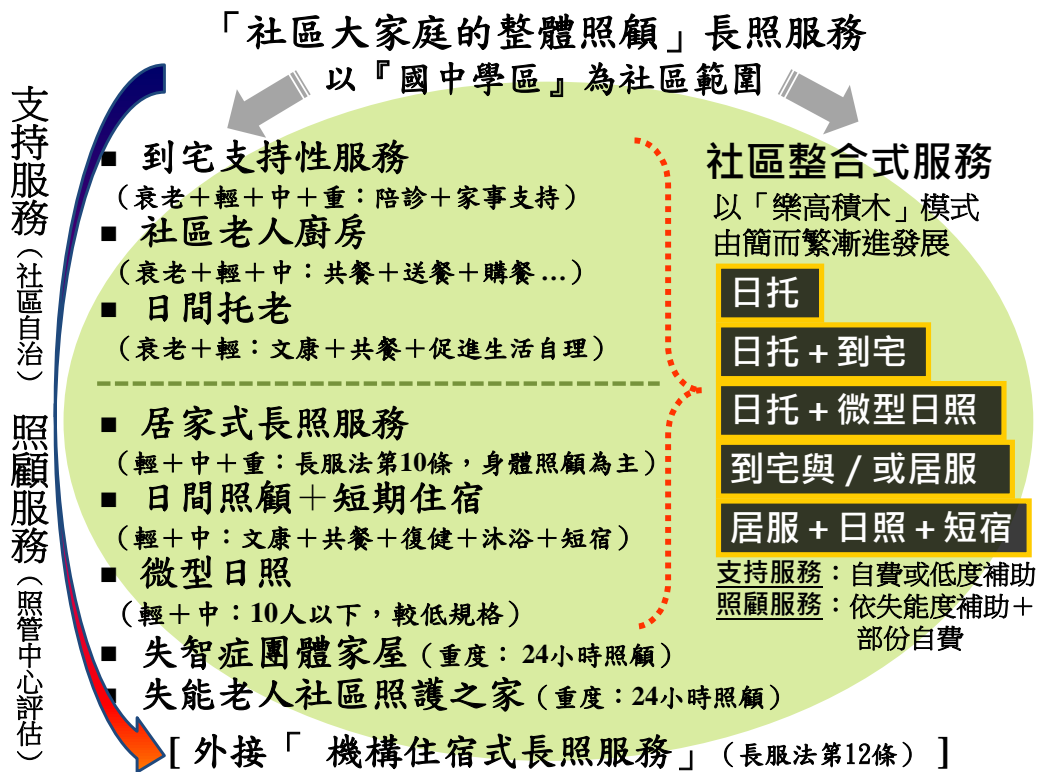 「社區大家庭的整體照顧」長照服務
以『國中學區』為社區範圍
支持服務（社區自治）
照顧服務（照管中心評估）
■ 到宅支持性服務
（衰老＋輕＋中＋重：陪診＋家事支持）
■ 社區老人廚房
（衰老＋輕＋中：共餐＋送餐＋購餐…）
■ 日間托老
（衰老＋輕：文康＋共餐＋促進生活自理）
■ 居家式長照服務
（輕＋中＋重：長服法第10條，身體照顧為主）
■ 日間照顧＋短期住宿
（輕＋中：文康＋共餐＋復健＋沐浴＋短宿）
■ 微型日照
（輕＋中：10人以下，較低規格）
■ 失智症團體家屋（重度：24小時照顧）
■ 失能老人社區照護之家（重度：24小時照顧）
[ 外接「 機構住宿式長照服務」（長服法第12條） ]
社區整合式服務
以「樂高積木」模式
由簡而繁漸進發展
日托
日托＋到宅
日托＋微型日照
到宅與／或居服
居服＋日照＋短宿
支持服務：自費或低度補助
照顧服務：依失能度補助＋
部份自費